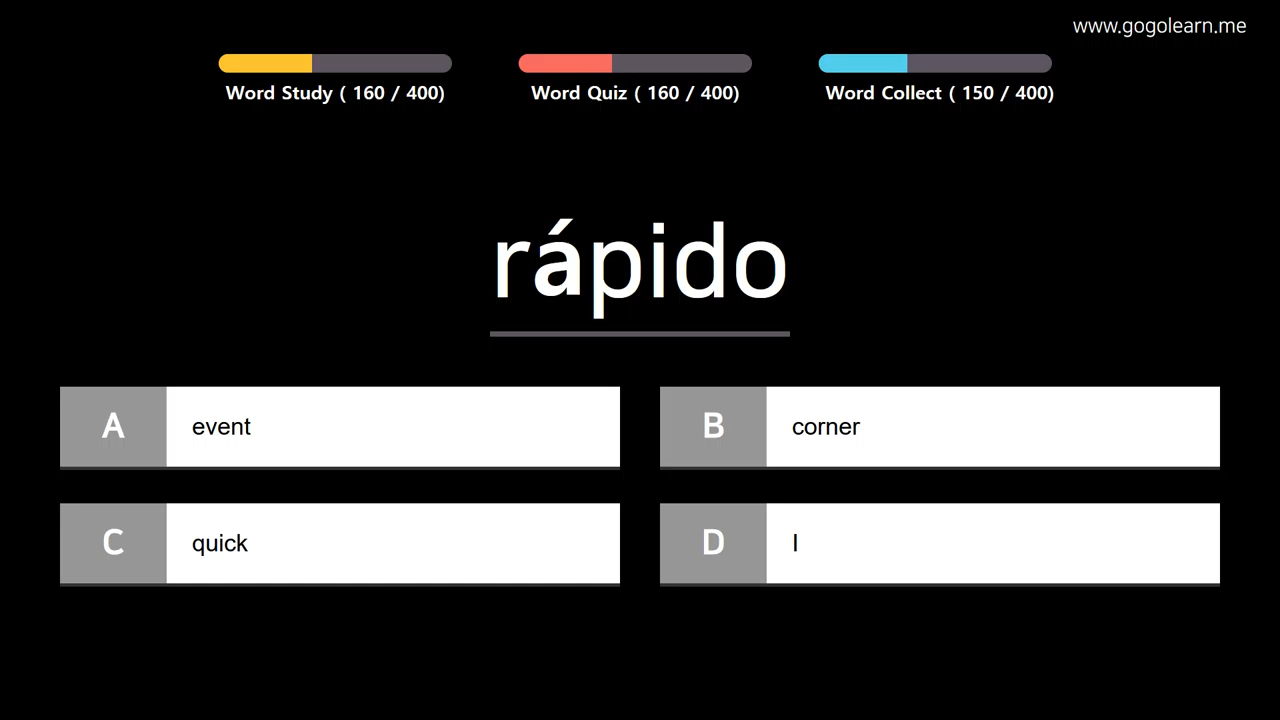 www.gogolearn.me
Word Study ( 160 / 400)
Word Quiz ( 160 / 400)
Word Collect ( 150 / 400)
rápido
A
event
B
corner
C
quick
D
I